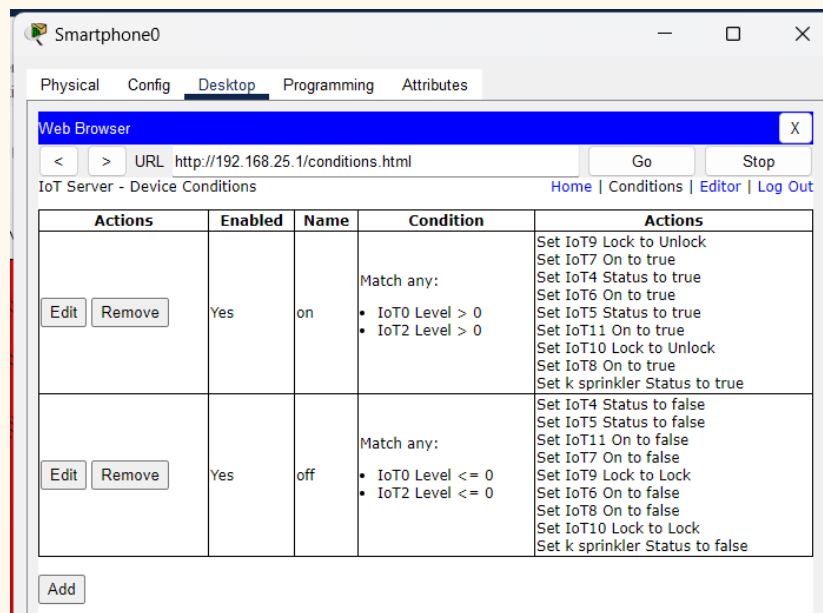 Smartphone0
Physical Config Desktop Programming Attributes
Web Browser X
< > URL http://192.168.25.1/conditions.html Go Stop
IoT Server - Device Conditions Home | Conditions | Editor | Log Out
Actions Enabled Name Condition Actions
Edit Remove Yes on
Match any:
• IoT0 Level > 0
• IoT2 Level > 0
Set IoT9 Lock to Unlock
Set IoT7 On to true
Set IoT4 Status to true
Set IoT6 On to true
Set IoT5 Status to true
Set IoT11 On to true
Set IoT10 Lock to Unlock
Set IoT8 On to true
Set k sprinkler Status to true
Edit Remove Yes off
Match any:
• IoT0 Level <= 0
• IoT2 Level <= 0
Set IoT4 Status to false
Set IoT5 Status to false
Set IoT11 On to false
Set IoT7 On to false
Set IoT9 Lock to Lock
Set IoT6 On to false
Set IoT8 On to false
Set IoT10 Lock to Lock
Set k sprinkler Status to false
Add